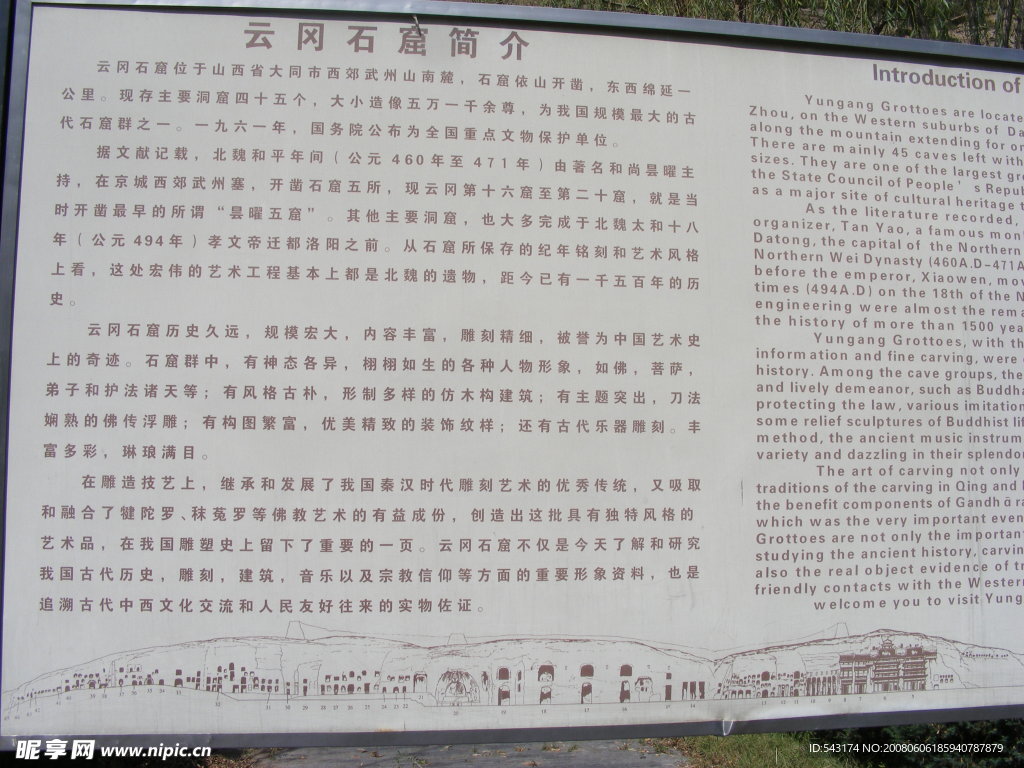 云冈石窟简介
云冈石窟位于山西省大同市西郊武州山南麓，石窟依山开凿，东西绵延一
公里。现存主要洞窟四十五个，大小造像五万一千余尊，为我国规模最大的古
代石窟群之一。一九六一年，国务院公布为全国重点文物保护单位。
据文献记载，北魏和平年间（公元 460年至 471年）由著名和尚昙曜主
持，在京城西郊武州塞，开凿石窟五所，现云冈第十六窟至第二十窟，就是当
时开凿最早的所谓“昙曜五窟”。其他主要洞窟，也大多完成于北魏太和十八
年（公元494年）孝文帝迁都洛阳之前。从石窟所保存的纪年铭刻和艺术风格
上看，这处宏伟的艺术工程基本上都是北魏的遗物，距今已有一千五百年的历
史。
云冈石窟历史久远，规模宏大，内容丰富，雕刻精细，被誉为中国艺术史
上的奇迹。石窟群中，有神态各异，栩栩如生的各种人物形象，如佛，菩萨，
弟子和护法诸天等；有风格古朴，形制多样的仿木构建筑；有主题突出，刀法
娴熟的佛传浮雕；有构图繁富，优美精致的装饰纹样；还有古代乐器雕刻。丰
富多彩，琳琅满目。
在雕造技艺上，继承和发展了我国秦汉时代雕刻艺术的优秀传统，又吸取
和融合了犍陀罗、秣菟罗等佛教艺术的有益成份，创造出这批具有独特风格的
艺术品，在我国雕塑史上留下了重要的一页。云冈石窟不仅是今天了解和研究
我国古代历史，雕刻，建筑，音乐以及宗教信仰等方面的重要形象资料，也是
追溯古代中西文化交流和人民友好往来的实物佐证。
Introduction of
Yungang Grottoes are locate
Zhou, on the Western suburbs of Da
along the mountain extending for on
There are mainly 45 caves left with
sizes. They are one of the largest gr
the State Council of People's Repu
as a major site of cultural heritage
As the literature recorded,
organizer, Tan Yao, a famous mon
Datong, the capital of the Northern
Northern Wei Dynasty (460A.D-471A
before the emperor, Xiaowen, mov
times (494A.D) on the 18th of the N
engineering were almost the rema
the history of more than 1500 year
Yungang Grottoes, with th
information and fine carving, were
history. Among the cave groups, the
and lively demeanor, such as Buddha
protecting the law, various imitation
some relief sculptures of Buddhist lif
method, the ancient music instrum
variety and dazzling in their splendo
The art of carving not only
traditions of the carving in Qing and
the benefit components of Gandhāra
which was the very important even
Grottoes are not only the important
studying the ancient history, carvin
also the real object evidence of tr
friendly contacts with the Western
welcome you to visit Yung
昵享网 www.nipic.cn
ID:543174 NO:20080606185940787879